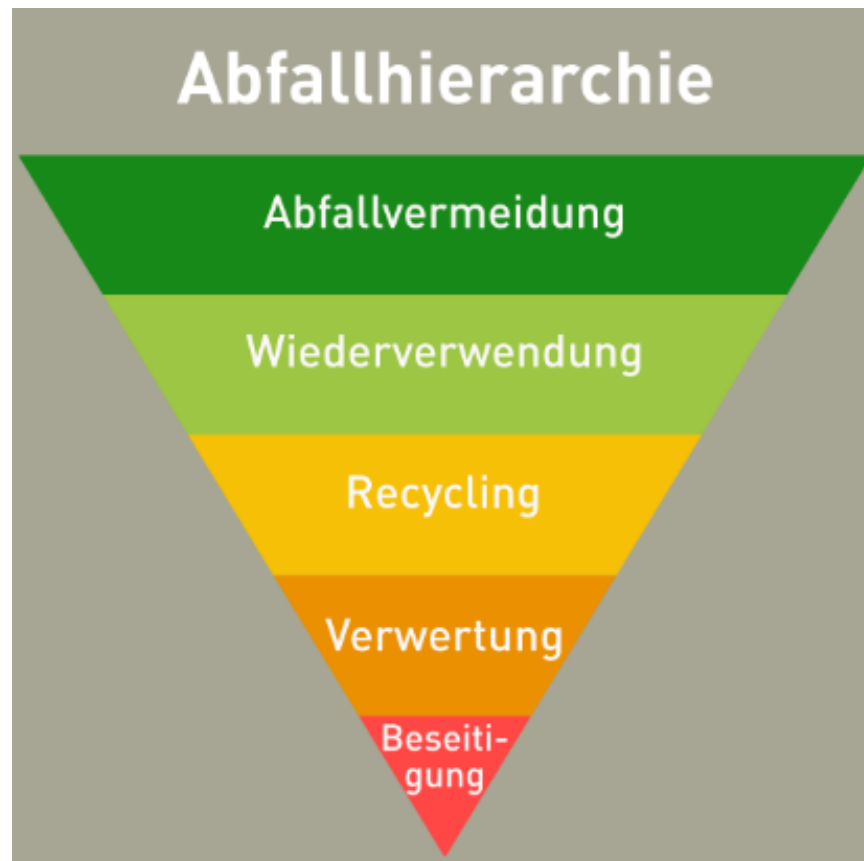 Abfallhierarchie
Abfallvermeidung
Wiederverwendung
Recycling
Verwertung
Beseiti-
gung